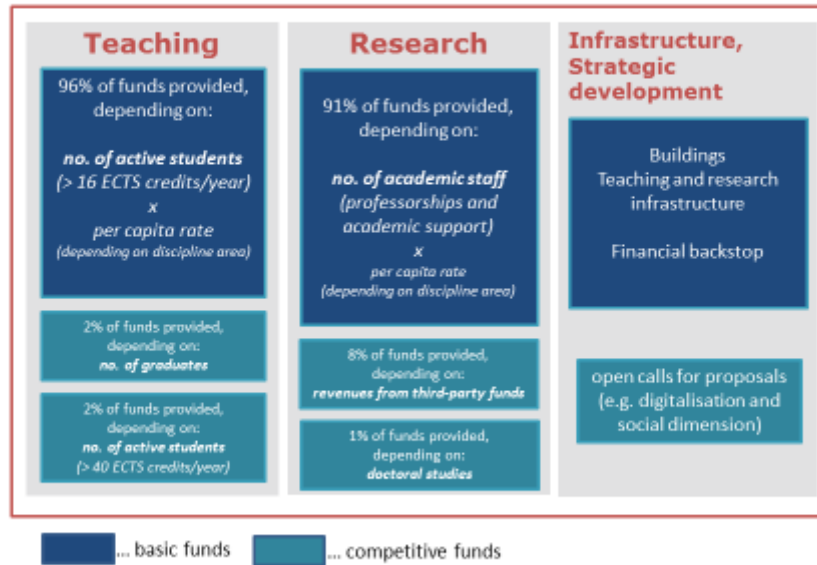 Teaching
96% of funds provided,
depending on:
no. of active students
(> 16 ECTS credits/year)
x
per capita rate
(depending on discipline area)
2% of funds provided,
depending on:
no. of graduates
2% of funds provided,
depending on:
no. of active students
(> 40 ECTS credits/year)
Research
91% of funds provided,
depending on:
no. of academic staff
(professorships and
academic support)
x
per capita rate
(depending on discipline area)
8% of funds provided,
depending on:
revenues from third-party funds
1% of funds provided,
depending on:
doctoral studies
Infrastructure,
Strategic
development
Buildings
Teaching and research
infrastructure
Financial backstop
open calls for proposals
(e.g. digitalisation and
social dimension)
... basic funds
... competitive funds